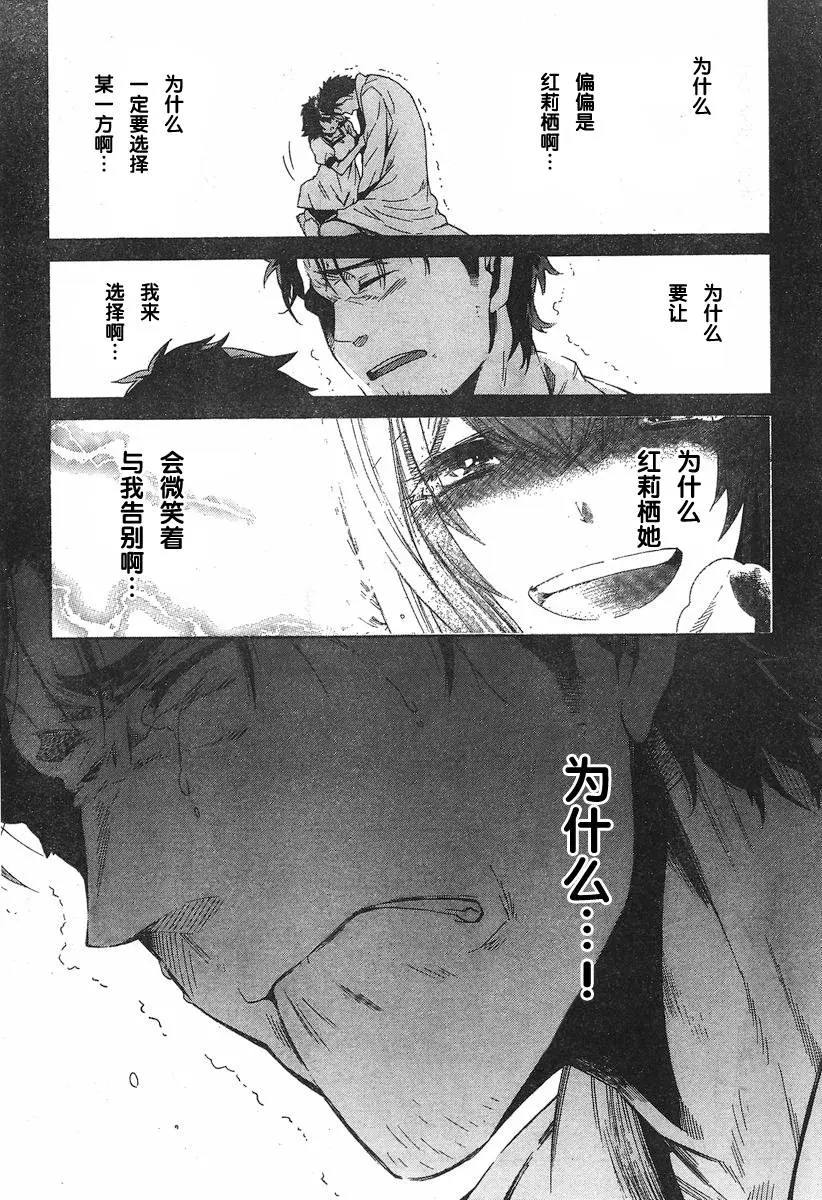 为什么
偏偏是
红莉栖啊…
为什么
一定要选择
某一方啊…
为什么
要让
我来
选择啊…
为什么
红莉栖她
会微笑着
与我告别啊…
为什么……！